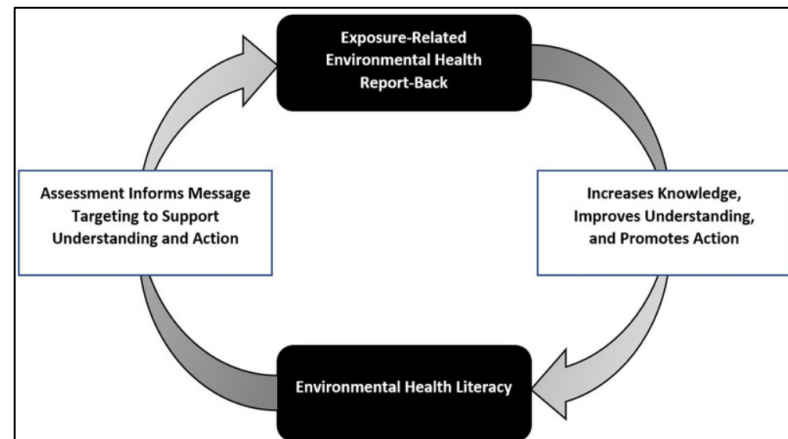 Exposure-Related
Environmental Health
Report-Back
Assessment Informs Message
Targeting to Support
Understanding and Action
Increases Knowledge,
Improves Understanding,
and Promotes Action
Environmental Health Literacy